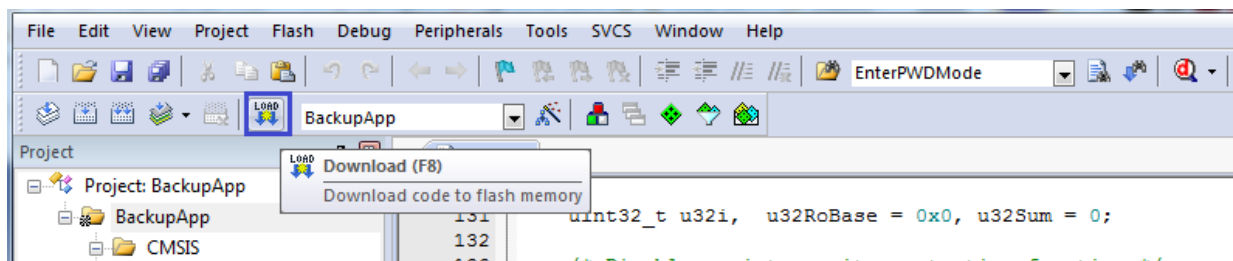 File Edit View Project Flash Debug Peripherals Tools SVCS Window Help
EnterPWDMode
LOAD
BackupApp
Project
LOAD Download (F8)
Download code to flash memory
Project: BackupApp
BackupApp
CMSIS
131 uint32_t u32i, u32RoBase = 0x0, u32Sum = 0;
132